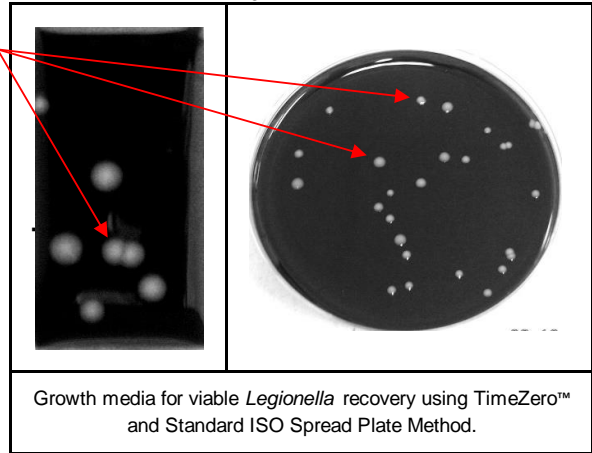 Growth media for viable Legionella recovery using TimeZero™
and Standard ISO Spread Plate Method.